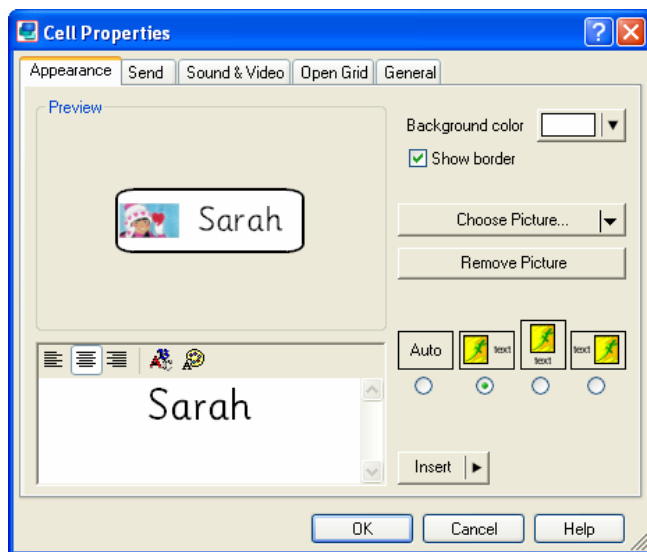 Cell Properties
Appearance Send Sound & Video Open Grid General
Preview
Background color
Show border
Sarah
Choose Picture...
Remove Picture
Auto text text text
Sarah
Insert
OK Cancel Help